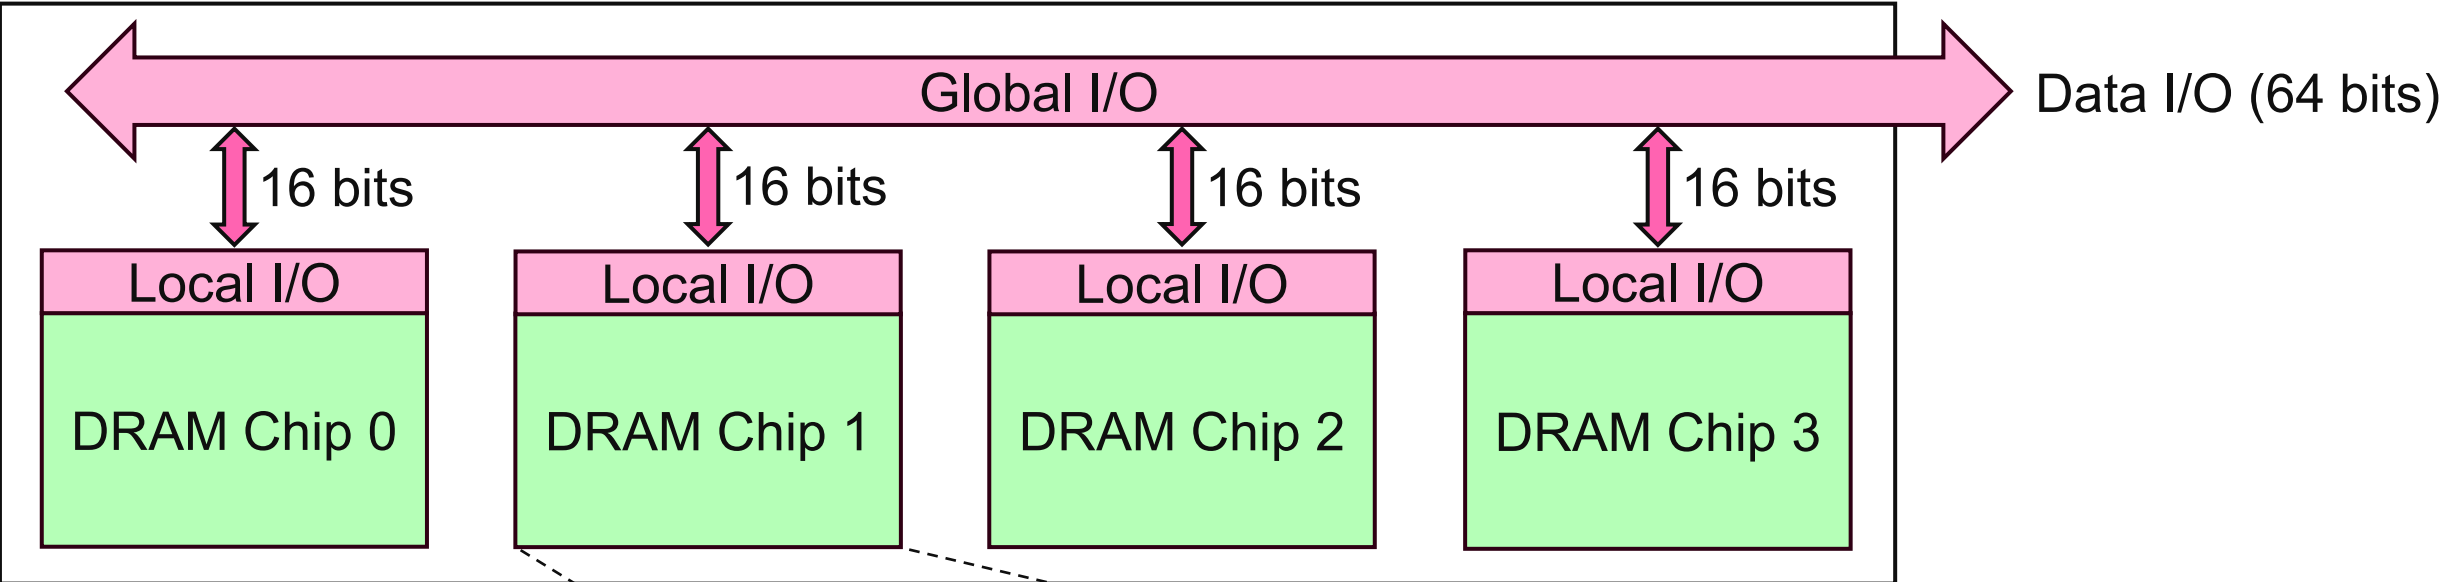 Global I/O
Data I/O (64 bits)
16 bits
16 bits
16 bits
16 bits
Local I/O
Local I/O
Local I/O
Local I/O
DRAM Chip 0
DRAM Chip 1
DRAM Chip 2
DRAM Chip 3